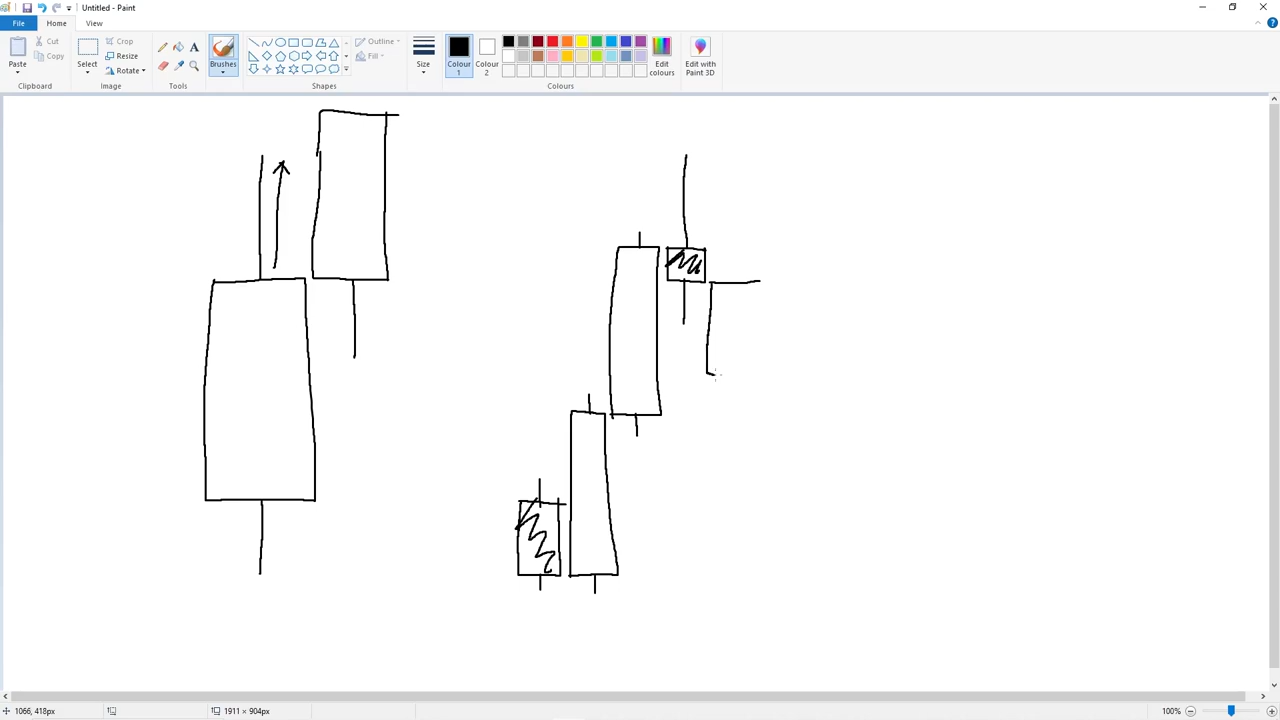 Untitled - Paint
File Home View
Paste
Cut
Copy
Clipboard
Select
Crop
Resize
Rotate
Image
A
Tools
Brushes
Outline
Fill
Shapes
Size
Colour 1
Colour 2
Edit colours
Colours
Edit with Paint 3D
1066, 418px
1911 × 904px
100%